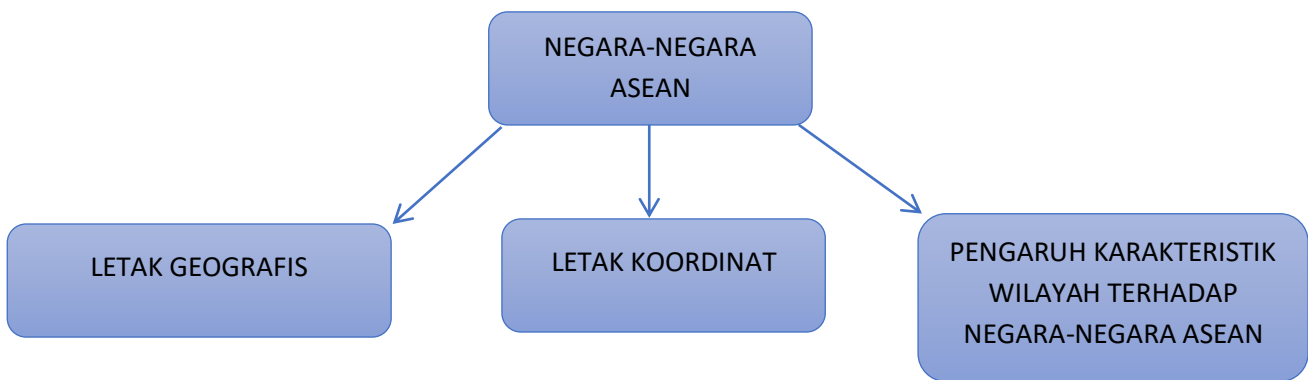 NEGARA-NEGARA
ASEAN
LETAK GEOGRAFIS
LETAK KOORDINAT
PENGARUH KARAKTERISTIK
WILAYAH TERHADAP
NEGARA-NEGARA ASEAN